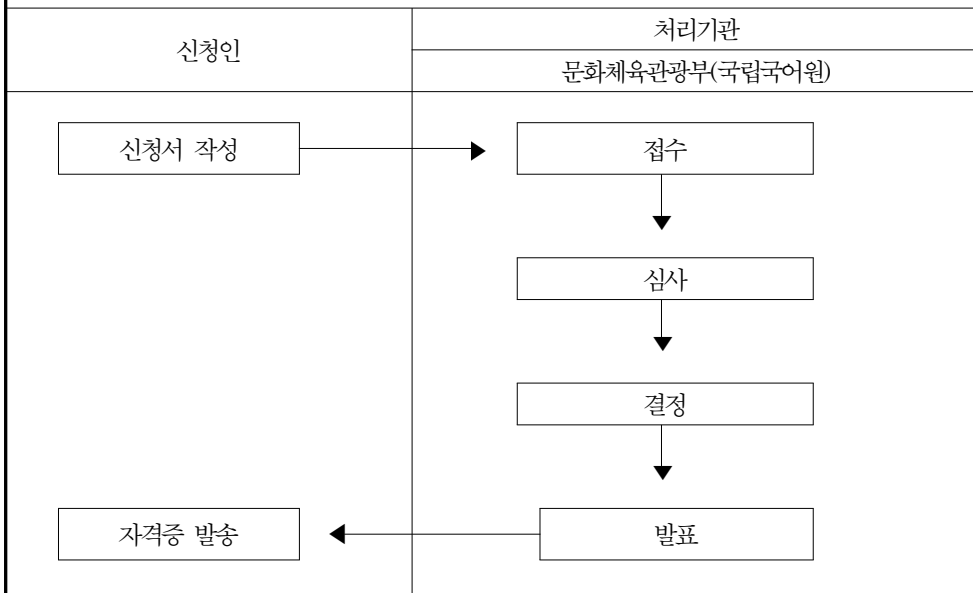 신청인
처리기관
문화체육관광부(국립국어원)
신청서 작성
접수
심사
결정
자격증 발송
발표